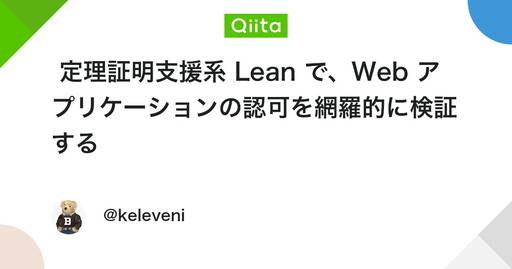 Qiita
定理証明支援系 Lean で、Web ア
プリケーションの認可を網羅的に検証
する
B
@keleveni